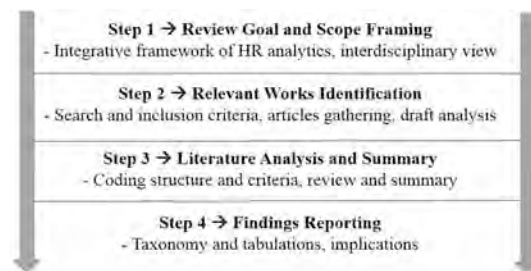 Step 1 → Review Goal and Scope Framing
- Integrative framework of HR analytics, interdisciplinary view
Step 2 → Relevant Works Identification
- Search and inclusion criteria, articles gathering, draft analysis
Step 3 → Literature Analysis and Summary
- Coding structure and criteria, review and summary
Step 4 → Findings Reporting
- Taxonomy and tabulations, implications